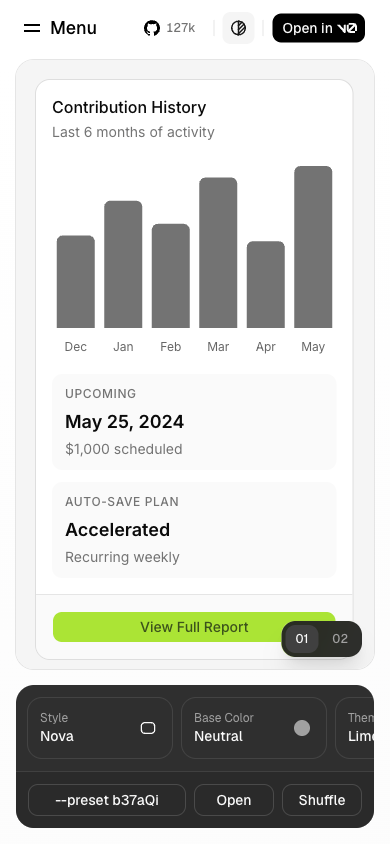 Menu
127k
Open in v0
Contribution History
Last 6 months of activity
Dec Jan Feb Mar Apr May
UPCOMING
May 25, 2024
$1,000 scheduled
AUTO-SAVE PLAN
Accelerated
Recurring weekly
View Full Report
01 02
Style
Nova
Base Color
Neutral
--preset b37aQi
Open
Shuffle